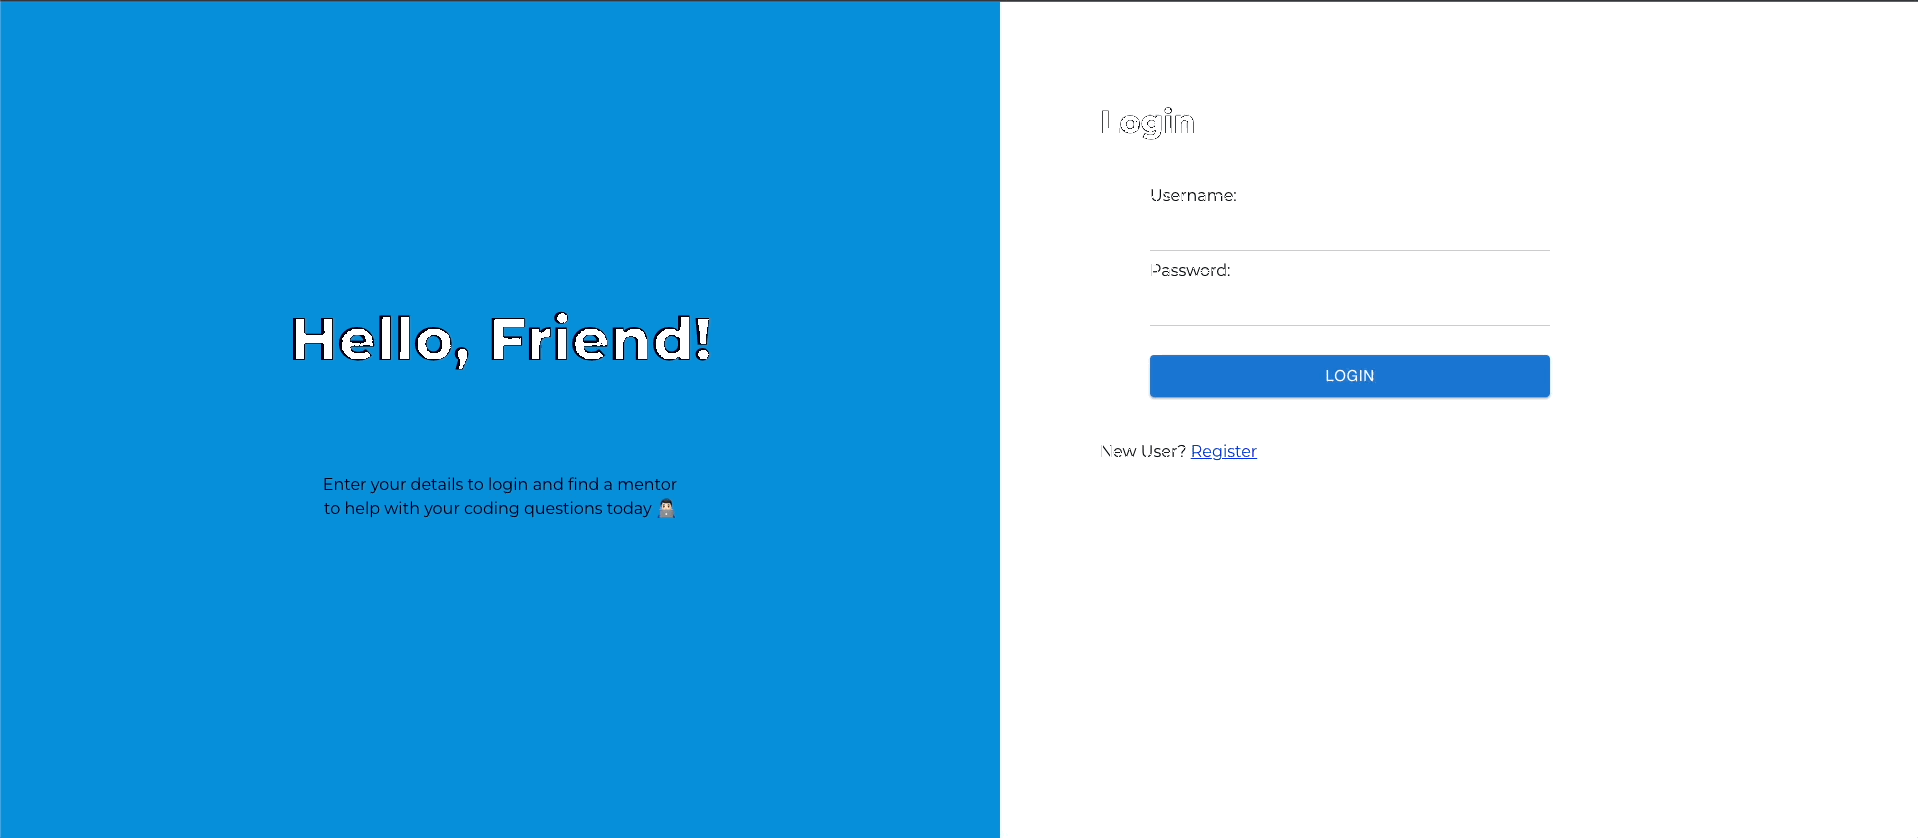 Hello, Friend!
Enter your details to login and find a mentor
to help with your coding questions today 👨🏻‍💻
Login
Username:
Password:
LOGIN
New User? Register